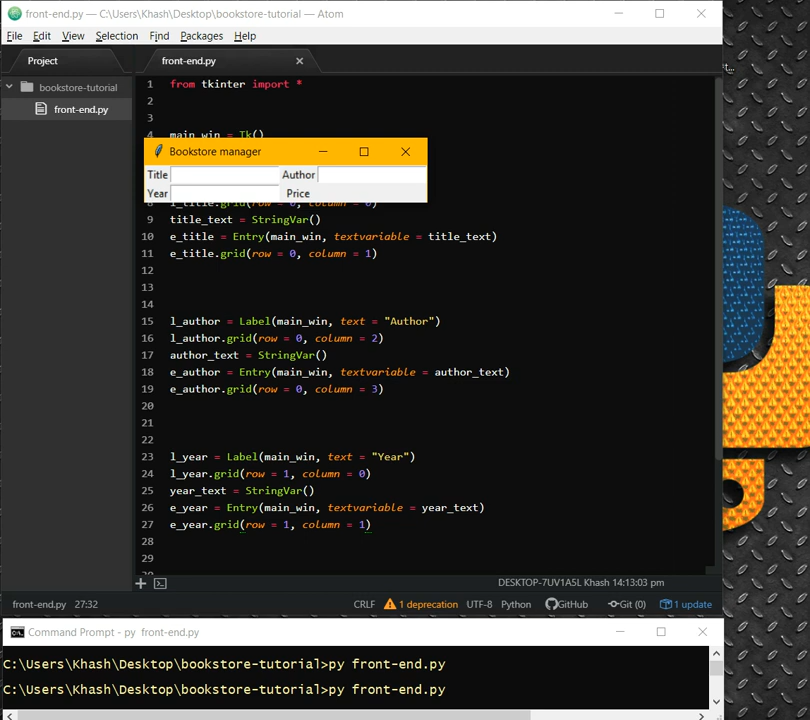 front-end.py — C:\Users\Khash\Desktop\bookstore-tutorial — Atom
File Edit View Selection Find Packages Help
Project
front-end.py
bookstore-tutorial
front-end.py
1 from tkinter import *
2
3
4 main_win = Tk()
Bookstore manager
Title Author
Year Price
8 l_title.grid(row = 0, column = 0)
9 title_text = StringVar()
10 e_title = Entry(main_win, textvariable = title_text)
11 e_title.grid(row = 0, column = 1)
12
13
14
15 l_author = Label(main_win, text = "Author")
16 l_author.grid(row = 0, column = 2)
17 author_text = StringVar()
18 e_author = Entry(main_win, textvariable = author_text)
19 e_author.grid(row = 0, column = 3)
20
21
22
23 l_year = Label(main_win, text = "Year")
24 l_year.grid(row = 1, column = 0)
25 year_text = StringVar()
26 e_year = Entry(main_win, textvariable = year_text)
27 e_year.grid(row = 1, column = 1)
28
29
30
DESKTOP-7UV1A5L Khash 14:13:03 pm
front-end.py 27:32 CRLF 1 deprecation UTF-8 Python GitHub Git (0) 1 update
Command Prompt - py front-end.py
C:\Users\Khash\Desktop\bookstore-tutorial>py front-end.py
C:\Users\Khash\Desktop\bookstore-tutorial>py front-end.py